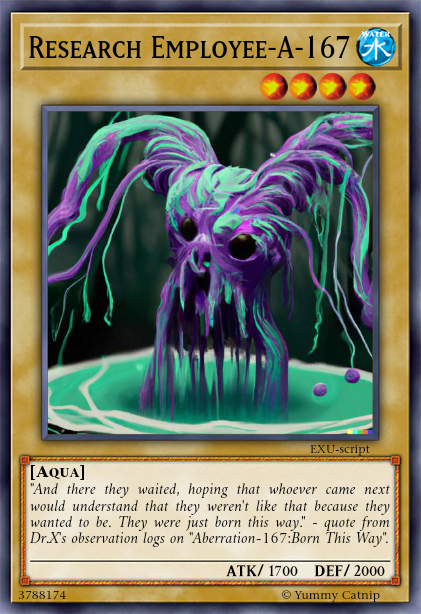 Research Employee-A-167
WATER
水
EXU-script
[Aqua]
"And there they waited, hoping that whoever came next
would understand that they weren't like that because they
wanted to be. They were just born this way." - quote from
Dr.X's observation logs on "Aberration-167:Born This Way".
ATK/ 1700 DEF/ 2000
3788174
© Yummy Catnip